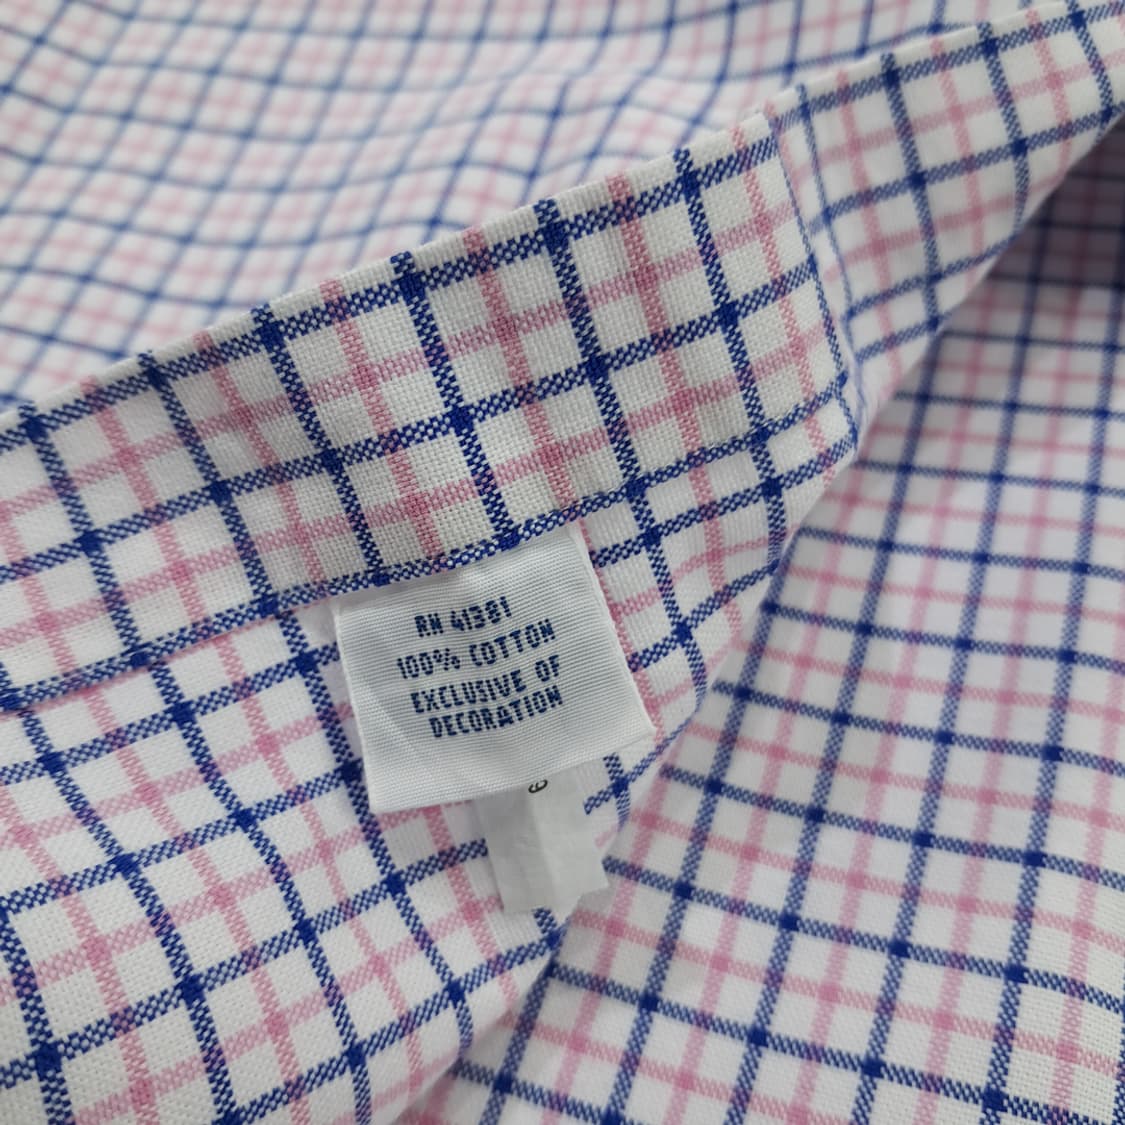 RN 41381
100% COTTON
EXCLUSIVE OF
DECORATION